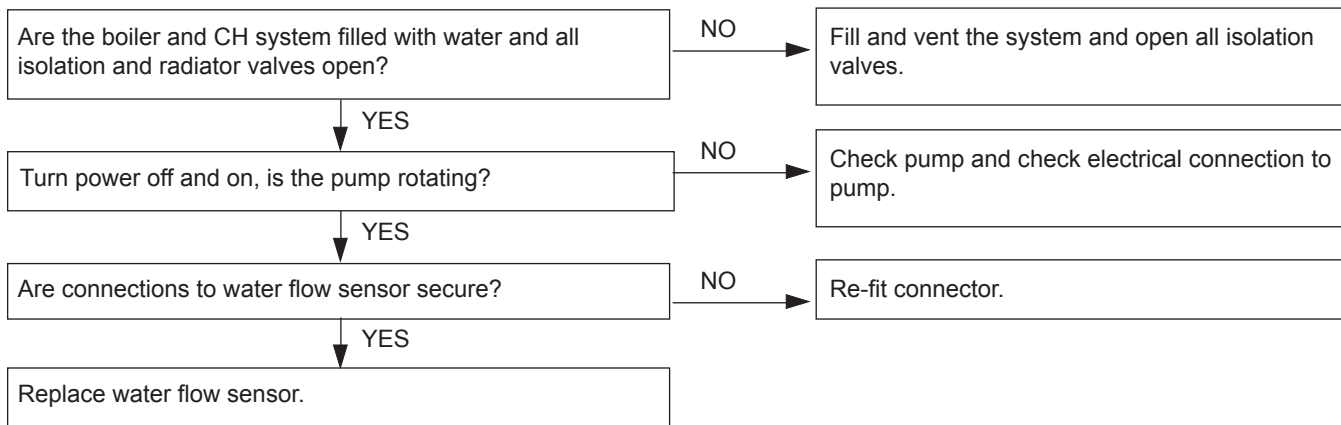 Are the boiler and CH system filled with water and all
isolation and radiator valves open?
NO
Fill and vent the system and open all isolation
valves.
YES
Turn power off and on, is the pump rotating?
NO
Check pump and check electrical connection to
pump.
YES
Are connections to water flow sensor secure?
NO
Re-fit connector.
YES
Replace water flow sensor.